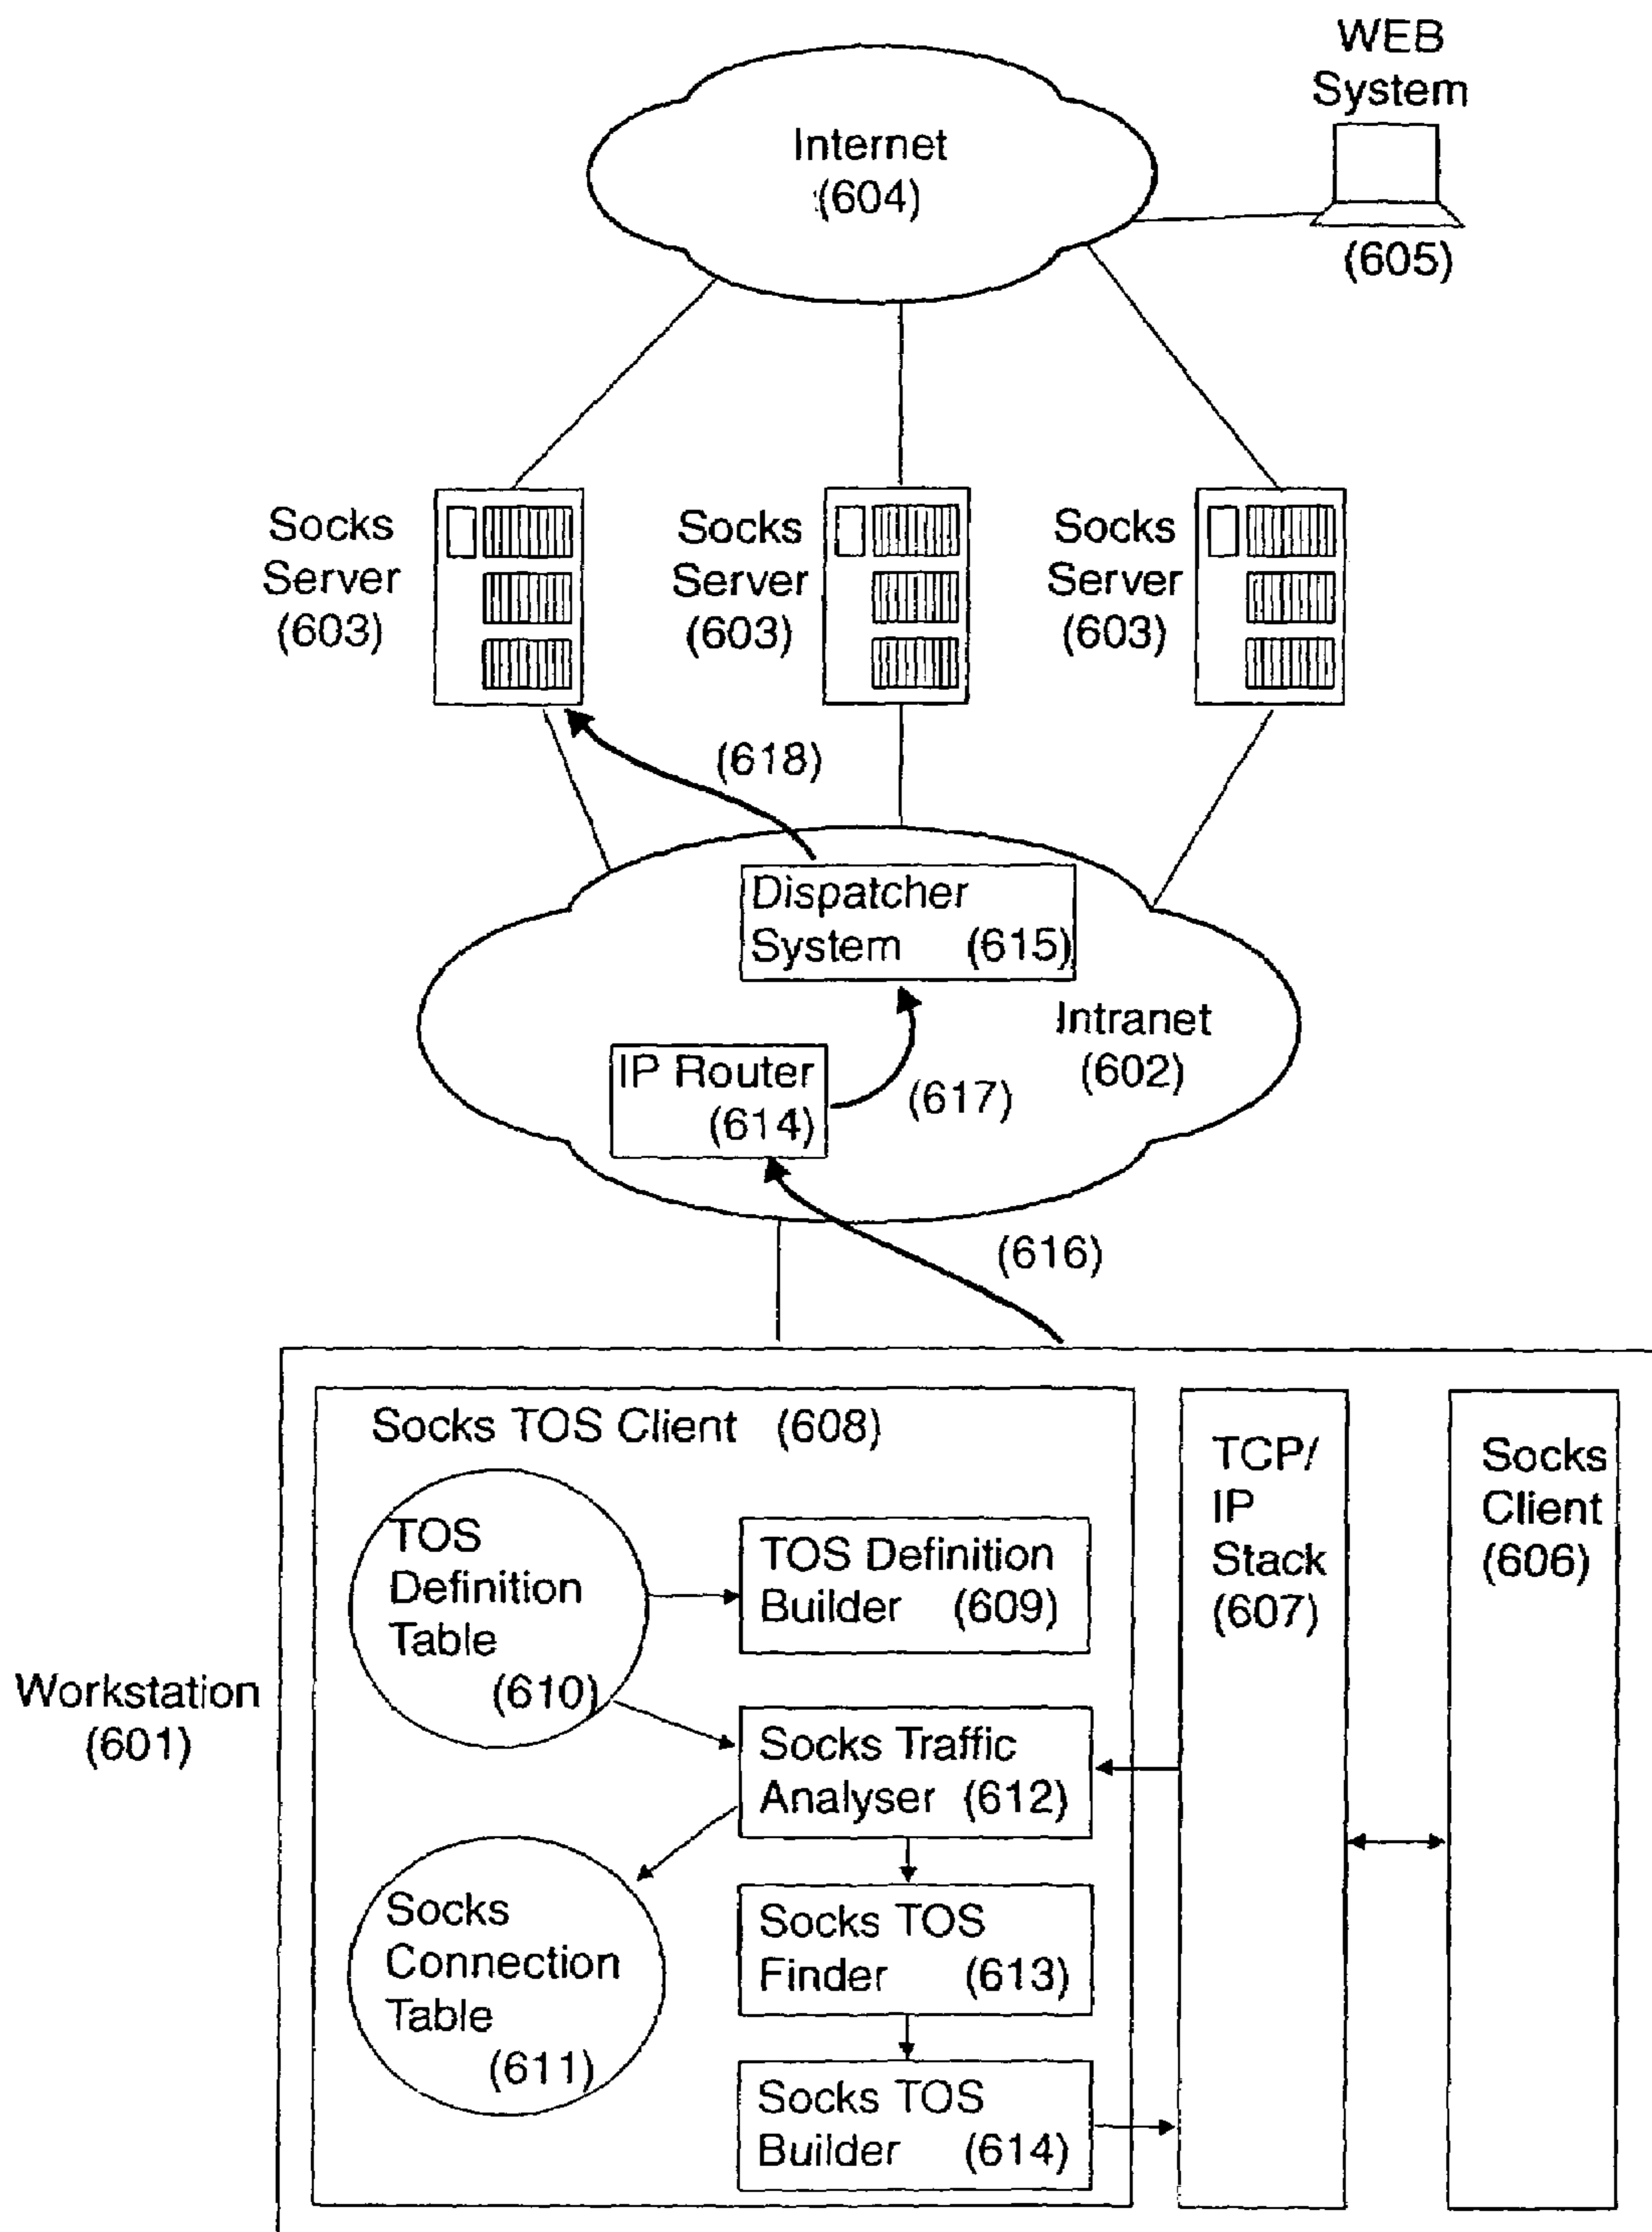 WEB
System
(605)
Internet
(604)
Socks
Server
(603)
Socks
Server
(603)
Socks
Server
(603)
(618)
Dispatcher
System (615)
Intranet
(602)
IP Router
(614)
(617)
(616)
Workstation
(601)
Socks TOS Client (608)
TOS
Definition
Table
(610)
TOS Definition
Builder (609)
Socks Traffic
Analyser (612)
Socks
Connection
Table
(611)
Socks TOS
Finder (613)
Socks TOS
Builder (614)
TCP/
IP
Stack
(607)
Socks
Client
(606)